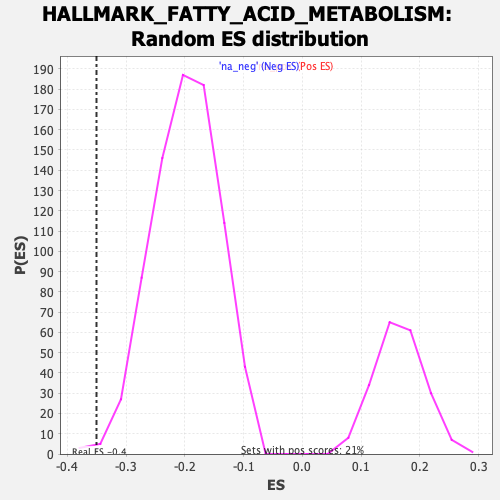 HALLMARK_FATTY_ACID_METABOLISM:
Random ES distribution
'na_neg' (Neg ES)
(Pos ES)
190
180
170
160
150
140
130
120
110
100
90
80
70
60
50
40
30
20
10
0
P(ES)
Real ES -0.4
Sets with pos scores: 21%
-0.4 -0.3 -0.2 -0.1 0.0 0.1 0.2 0.3
ES